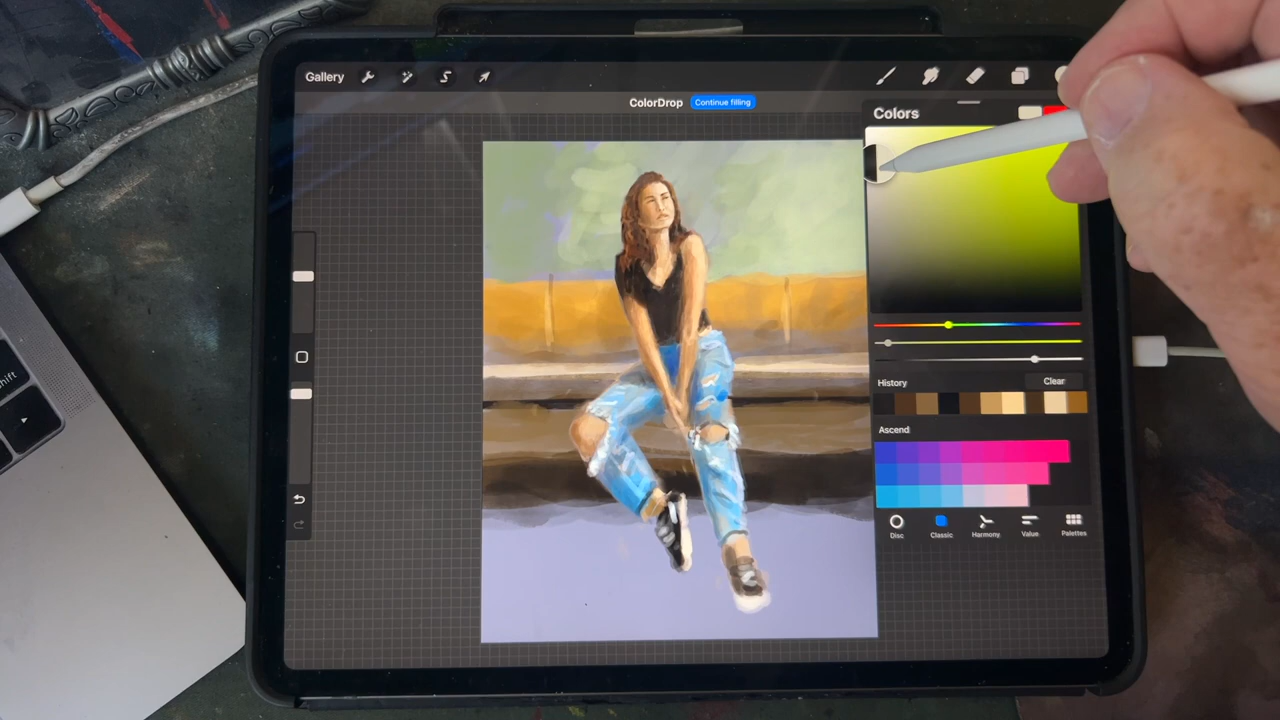 Gallery
ColorDrop Continue filling
Colors
History Clear
Ascend
Disc Classic Harmony Value Palettes
shift